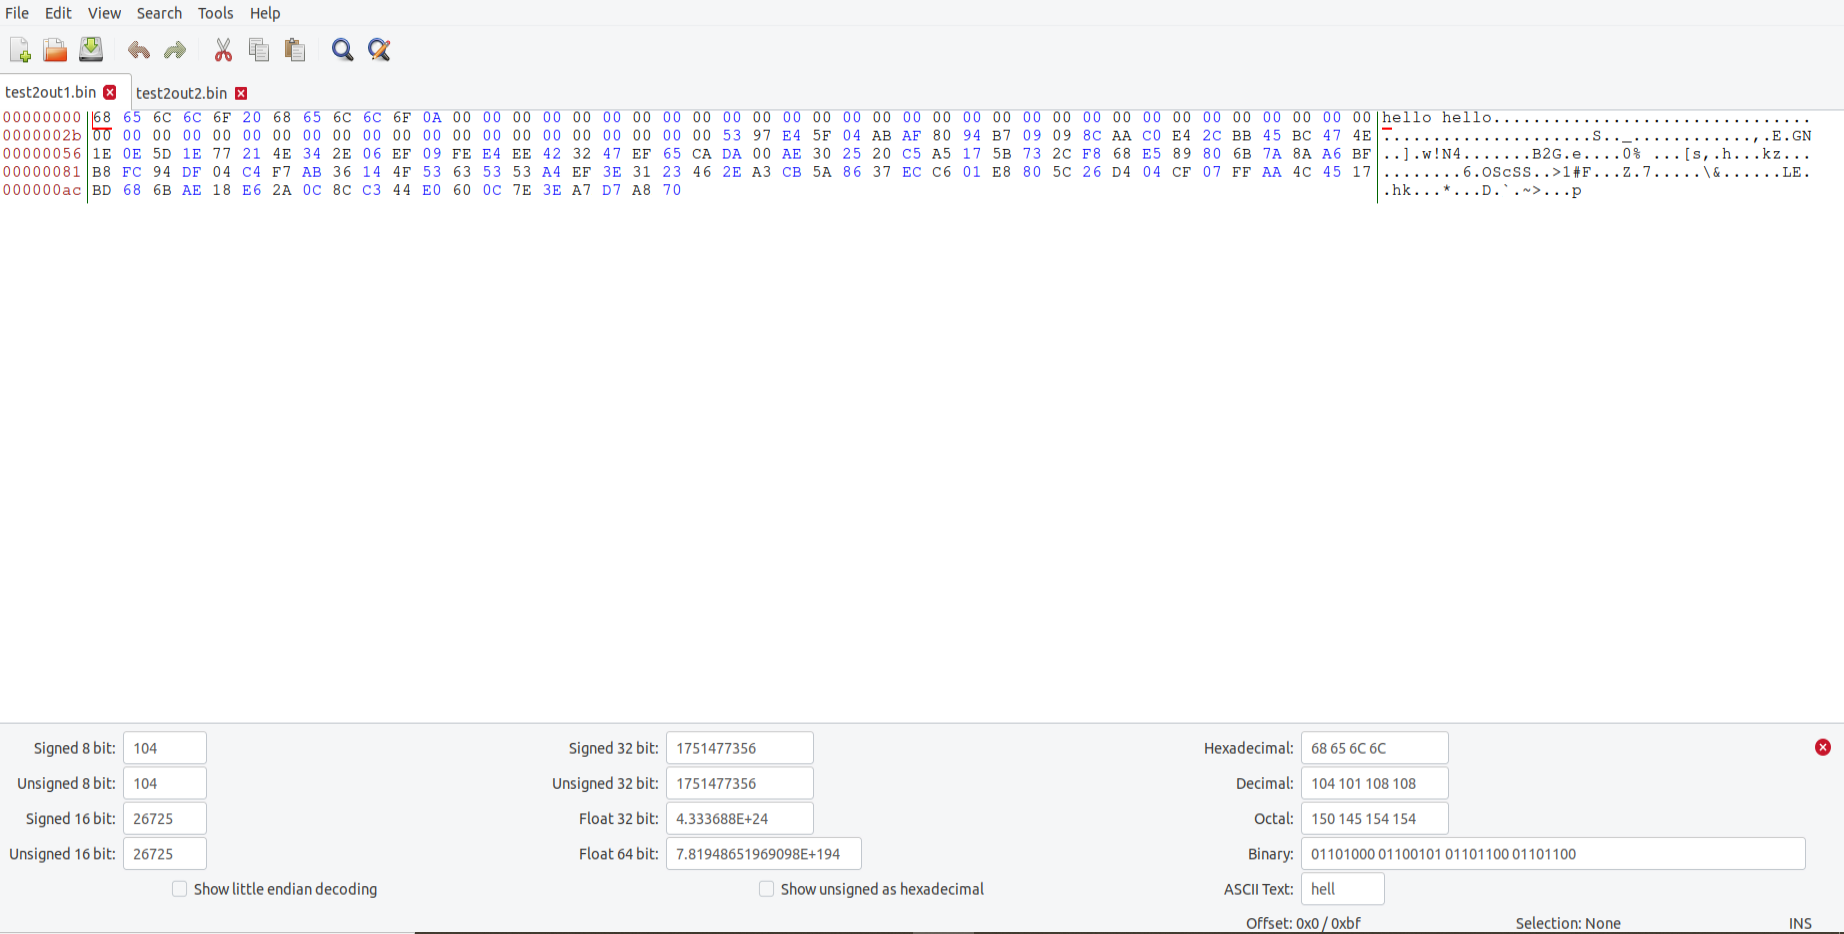 File Edit View Search Tools Help
test2out1.bin test2out2.bin
00000000 68 65 6C 6C 6F 20 68 65 6C 6C 6F 0A 00 00 00 00 00 00 00 00 00 00 00 00 00 00 00 00 00 00 00 00 00 00 00 00 00 00 00 00 00 00 00 hello hello................................
0000002b 00 00 00 00 00 00 00 00 00 00 00 00 00 00 00 00 00 00 00 00 00 53 97 E4 5F 04 AB AF 80 94 B7 09 09 8C AA C0 E4 2C BB 45 BC 47 4E .....................S.._............,.E.GN
00000056 1E 0E 5D 1E 77 21 4E 34 2E 06 EF 09 FE E4 EE 42 32 47 EF 65 CA DA 00 AE 30 25 20 C5 A5 17 5B 73 2C F8 68 E5 89 80 6B 7A 8A A6 BF ..].w!N4.......B2G.e....0% ...[s,.h...kz...
00000081 B8 FC 94 DF 04 C4 F7 AB 36 14 4F 53 63 53 53 A4 EF 3E 31 23 46 2E A3 CB 5A 86 37 EC C6 01 E8 80 5C 26 D4 04 CF 07 FF AA 4C 45 17 ........6.OScSS..>1#F...Z.7.....\&......LE.
000000ac BD 68 6B AE 18 E6 2A 0C 8C C3 44 E0 60 0C 7E 3E A7 D7 A8 70 .hk...*...D.`.~>...p
Signed 8 bit: 104 Signed 32 bit: 1751477356 Hexadecimal: 68 65 6C 6C
Unsigned 8 bit: 104 Unsigned 32 bit: 1751477356 Decimal: 104 101 108 108
Signed 16 bit: 26725 Float 32 bit: 4.333688E+24 Octal: 150 145 154 154
Unsigned 16 bit: 26725 Float 64 bit: 7.81948651969098E+194 Binary: 01101000 01100101 01101100 01101100
Show little endian decoding Show unsigned as hexadecimal ASCII Text: hell
Offset: 0x0 / 0xbf Selection: None INS